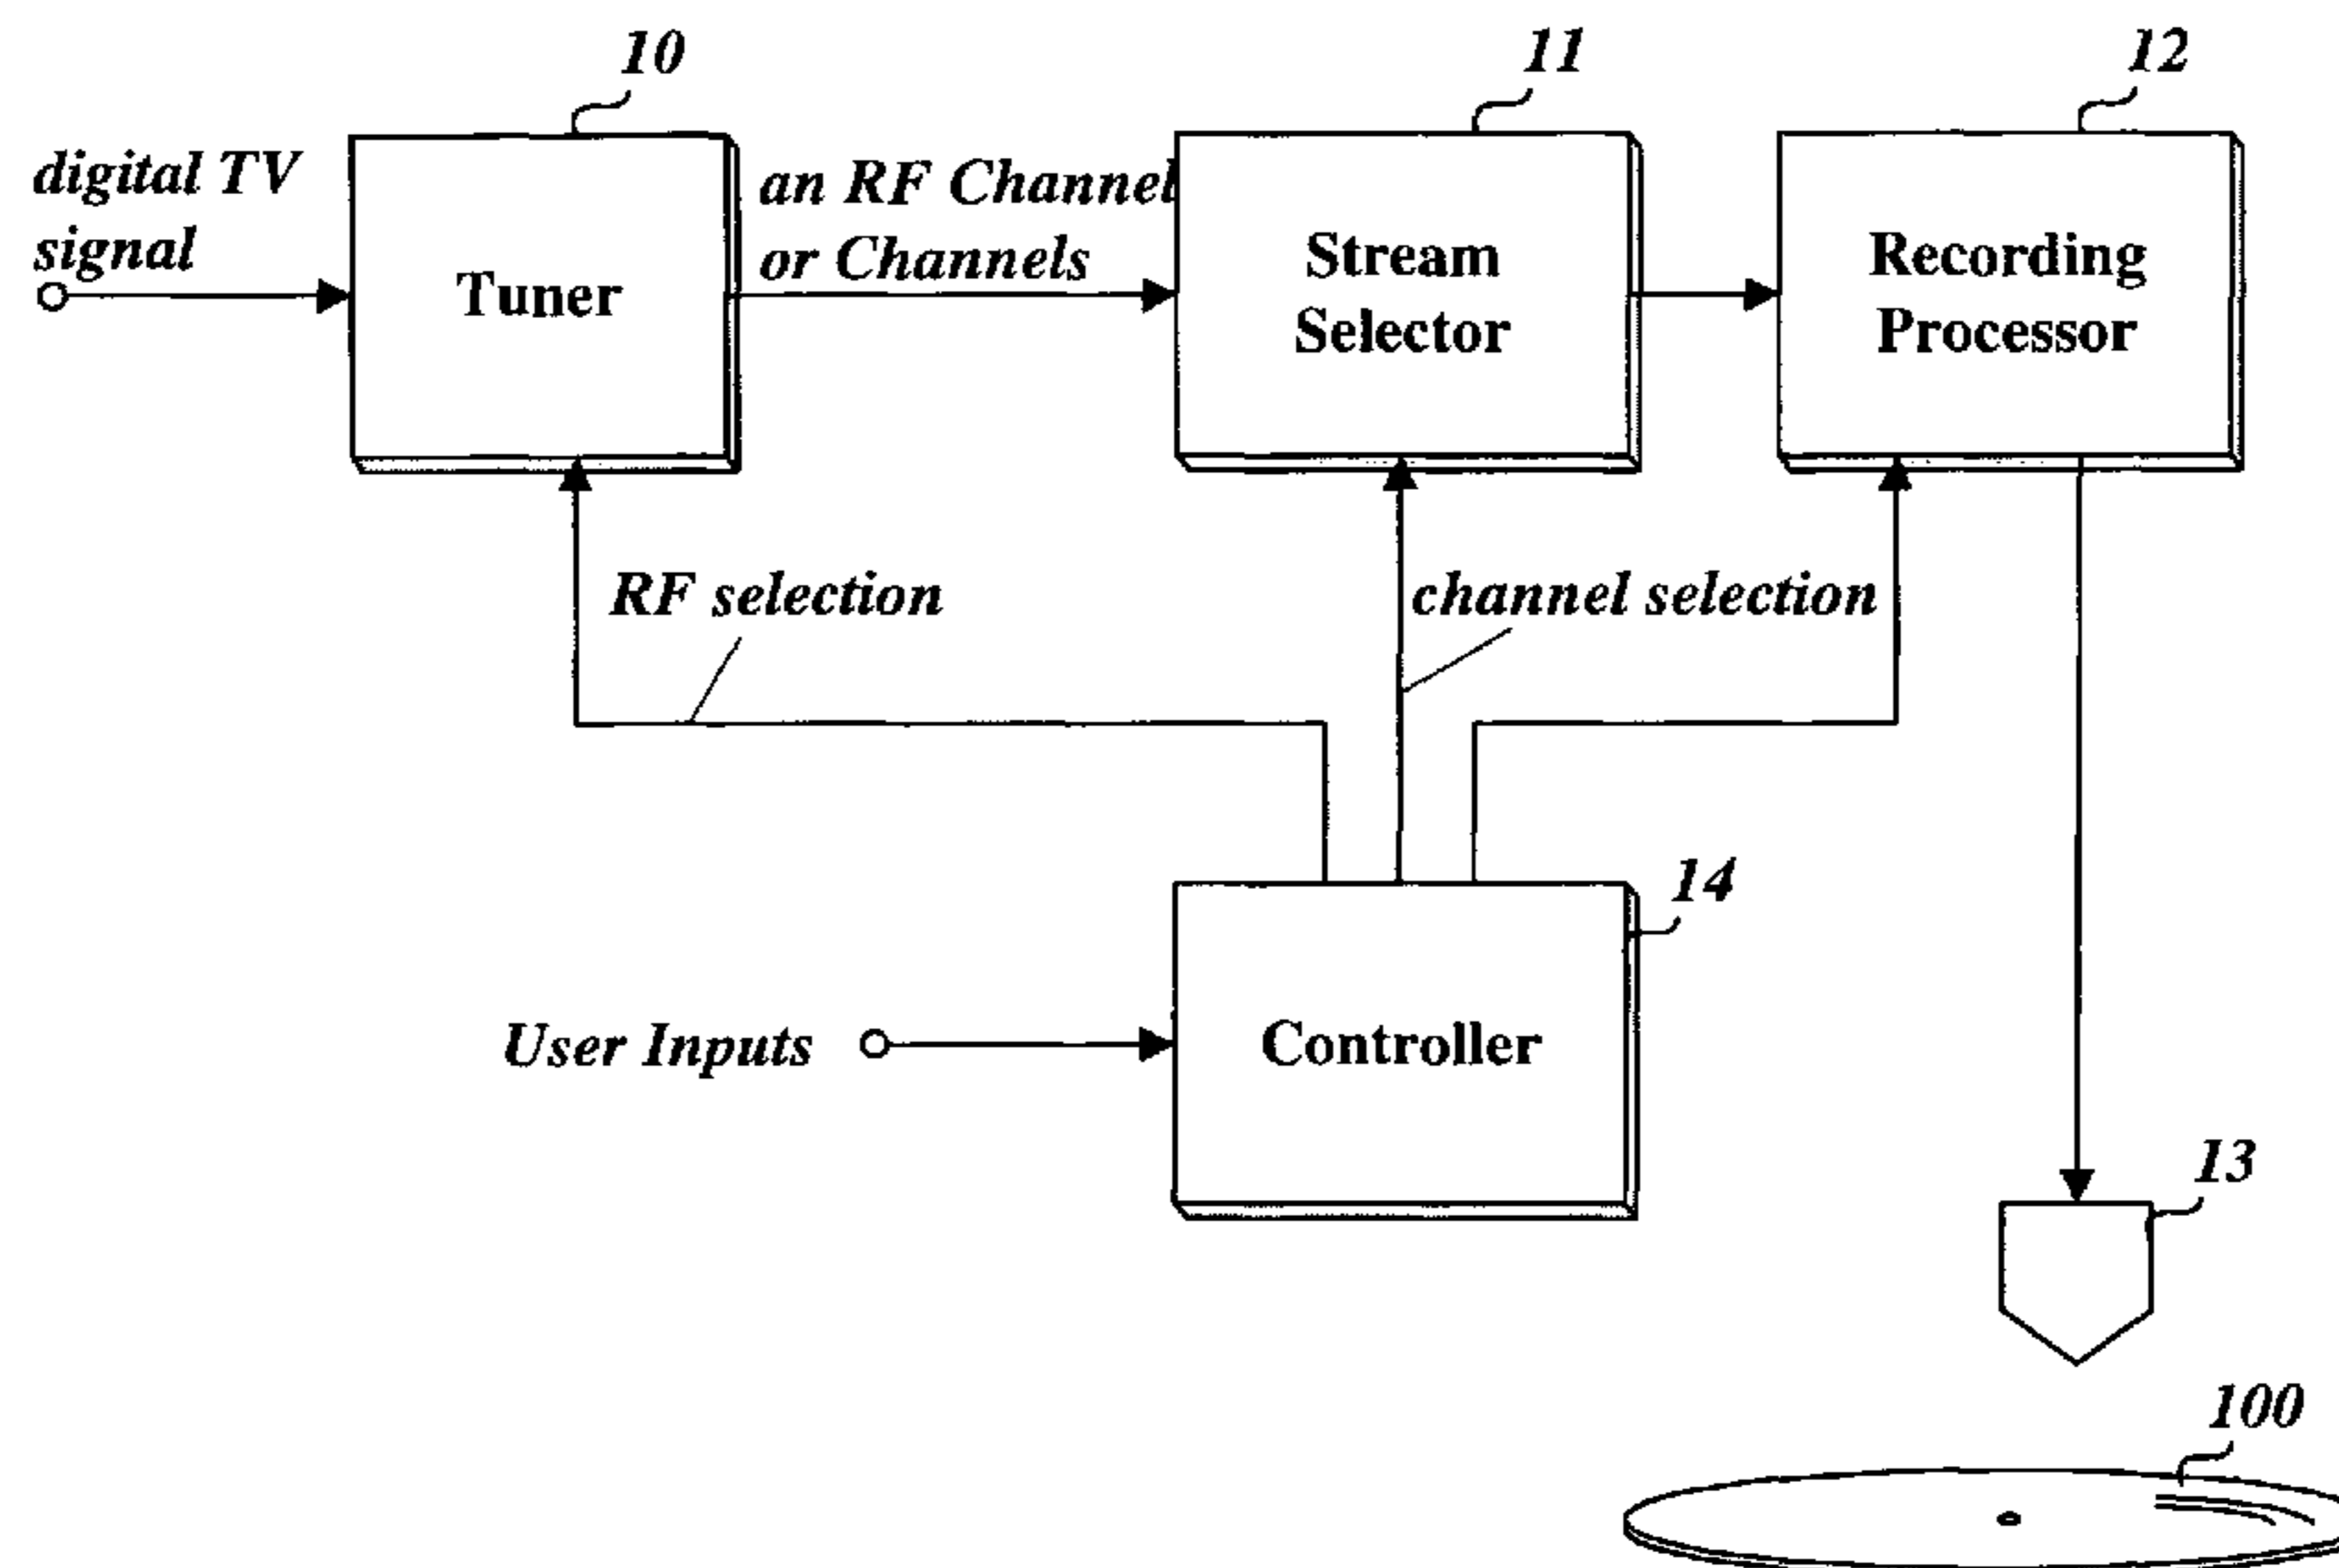 10
11
12
digital TV
signal
Tuner
an RF Channel
or Channels
Stream
Selector
Recording
Processor
RF selection
channel selection
14
User Inputs
Controller
13
100